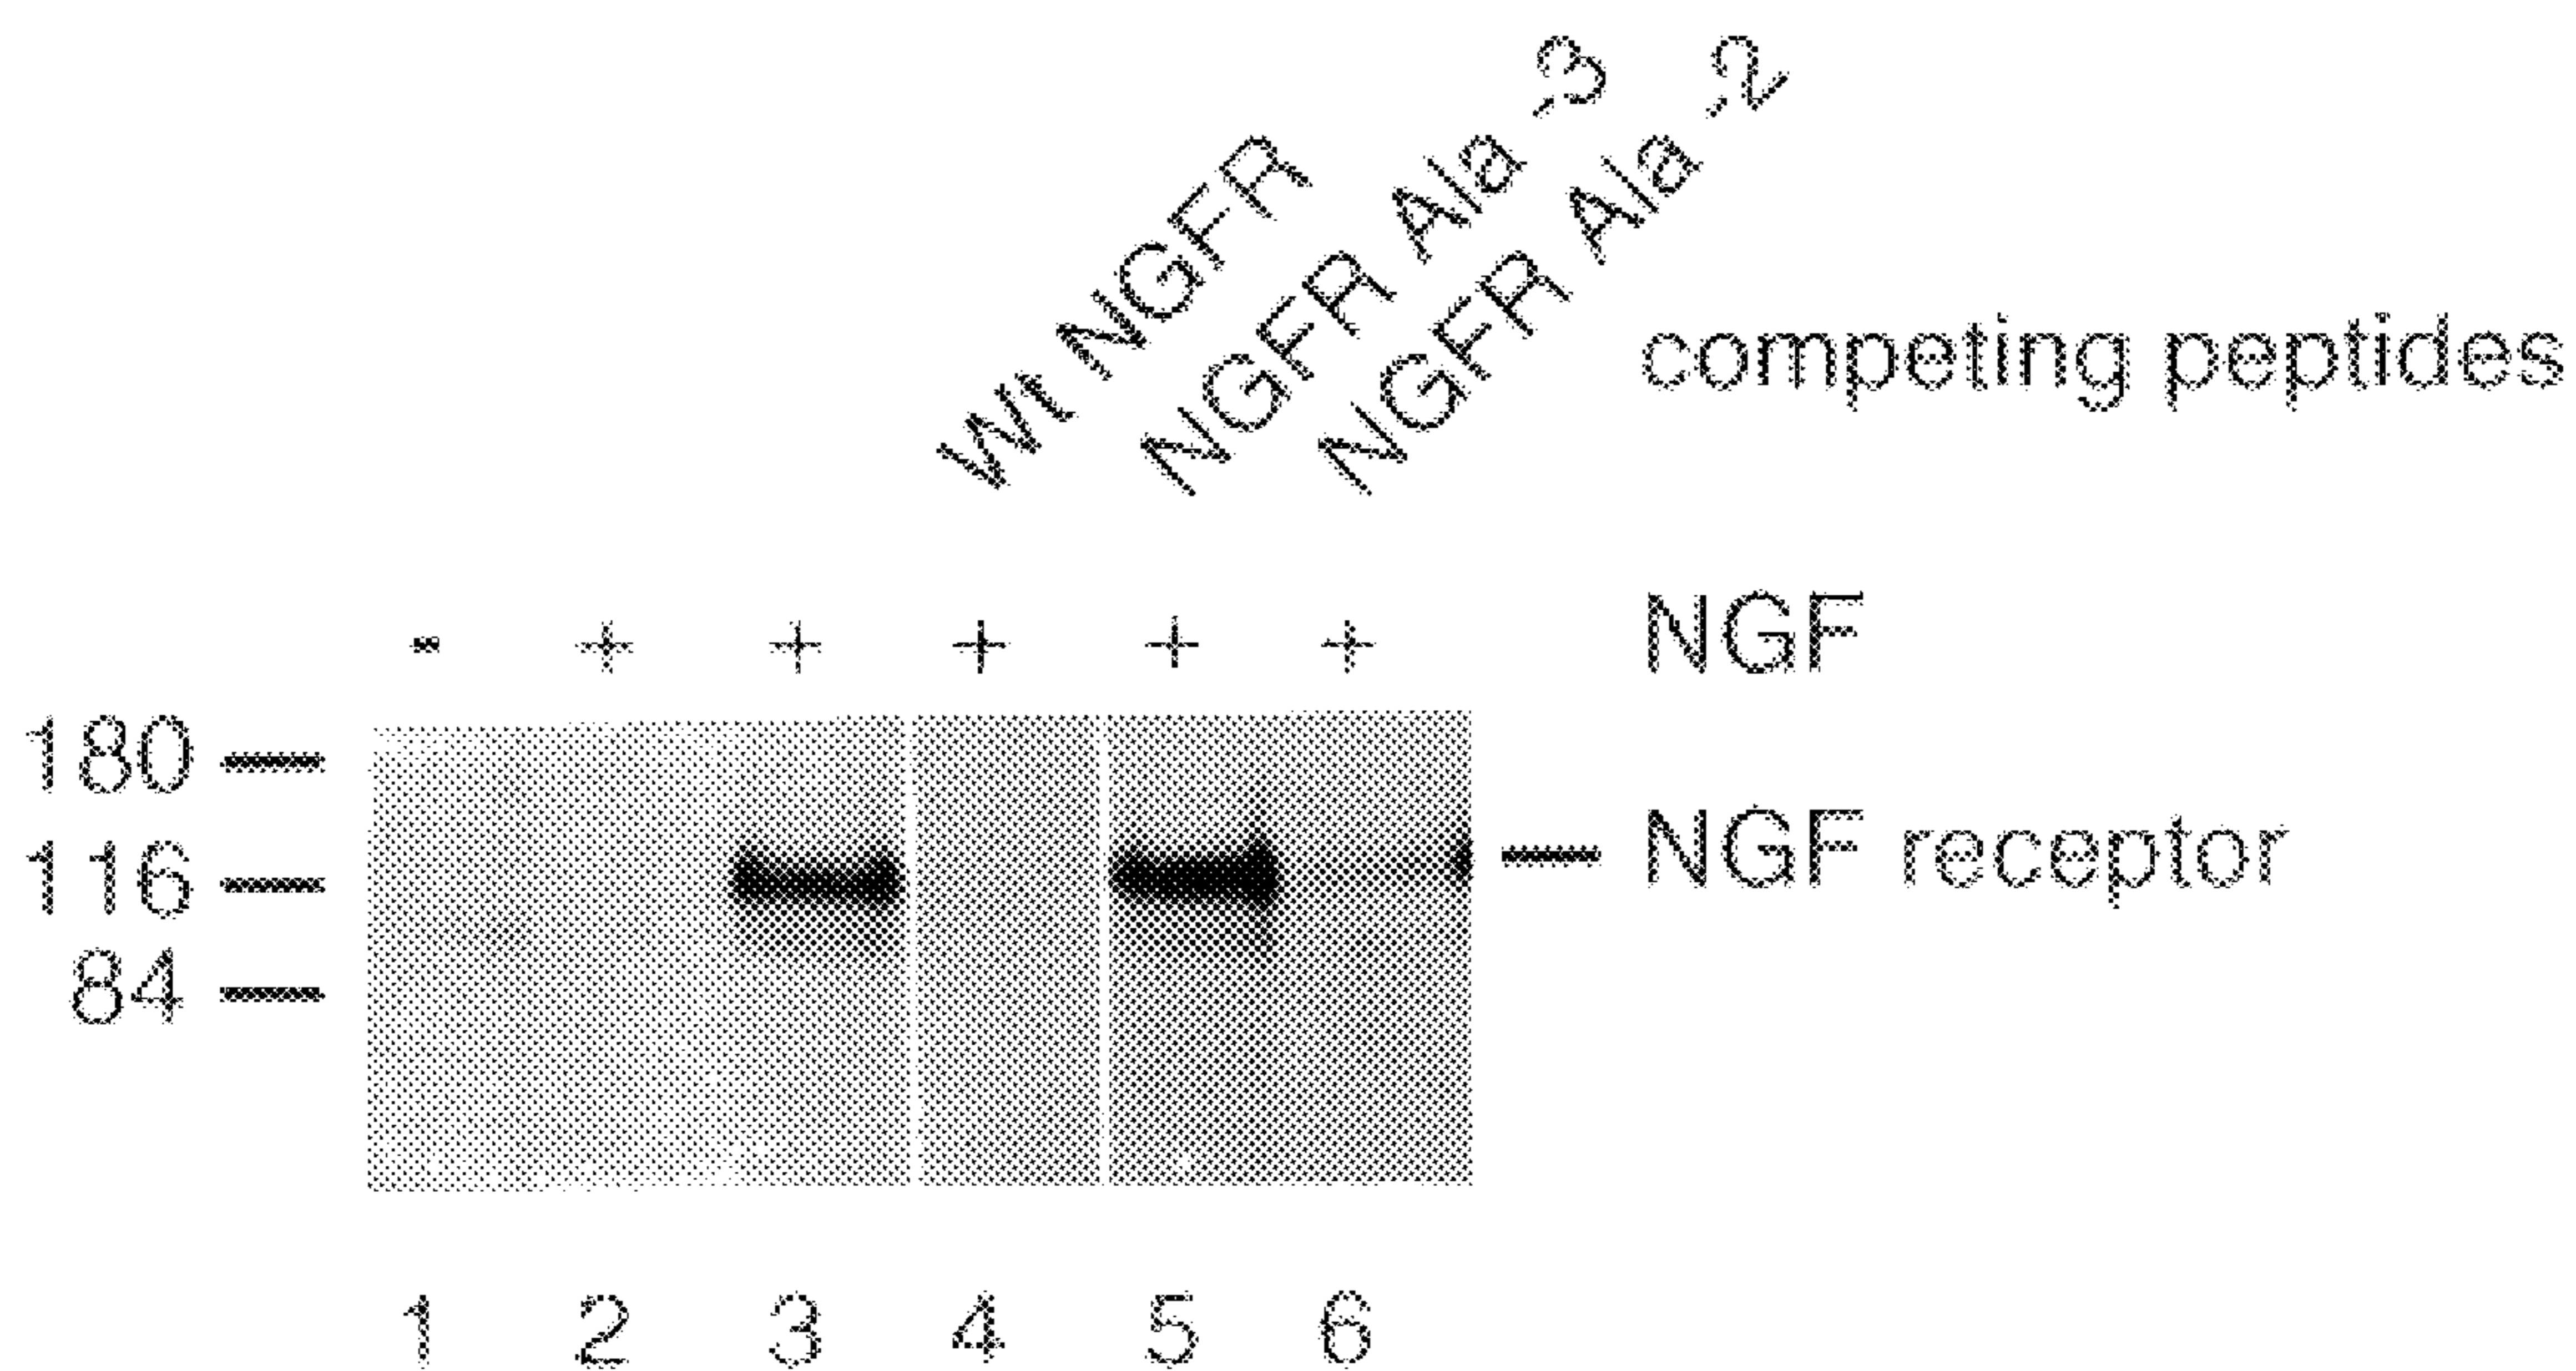 Wt NGFR
NGFR Ala -3
NGFR Ala -2
competing peptides
- + + + + + NGF
180
116
84
NGF receptor
1 2 3 4 5 6